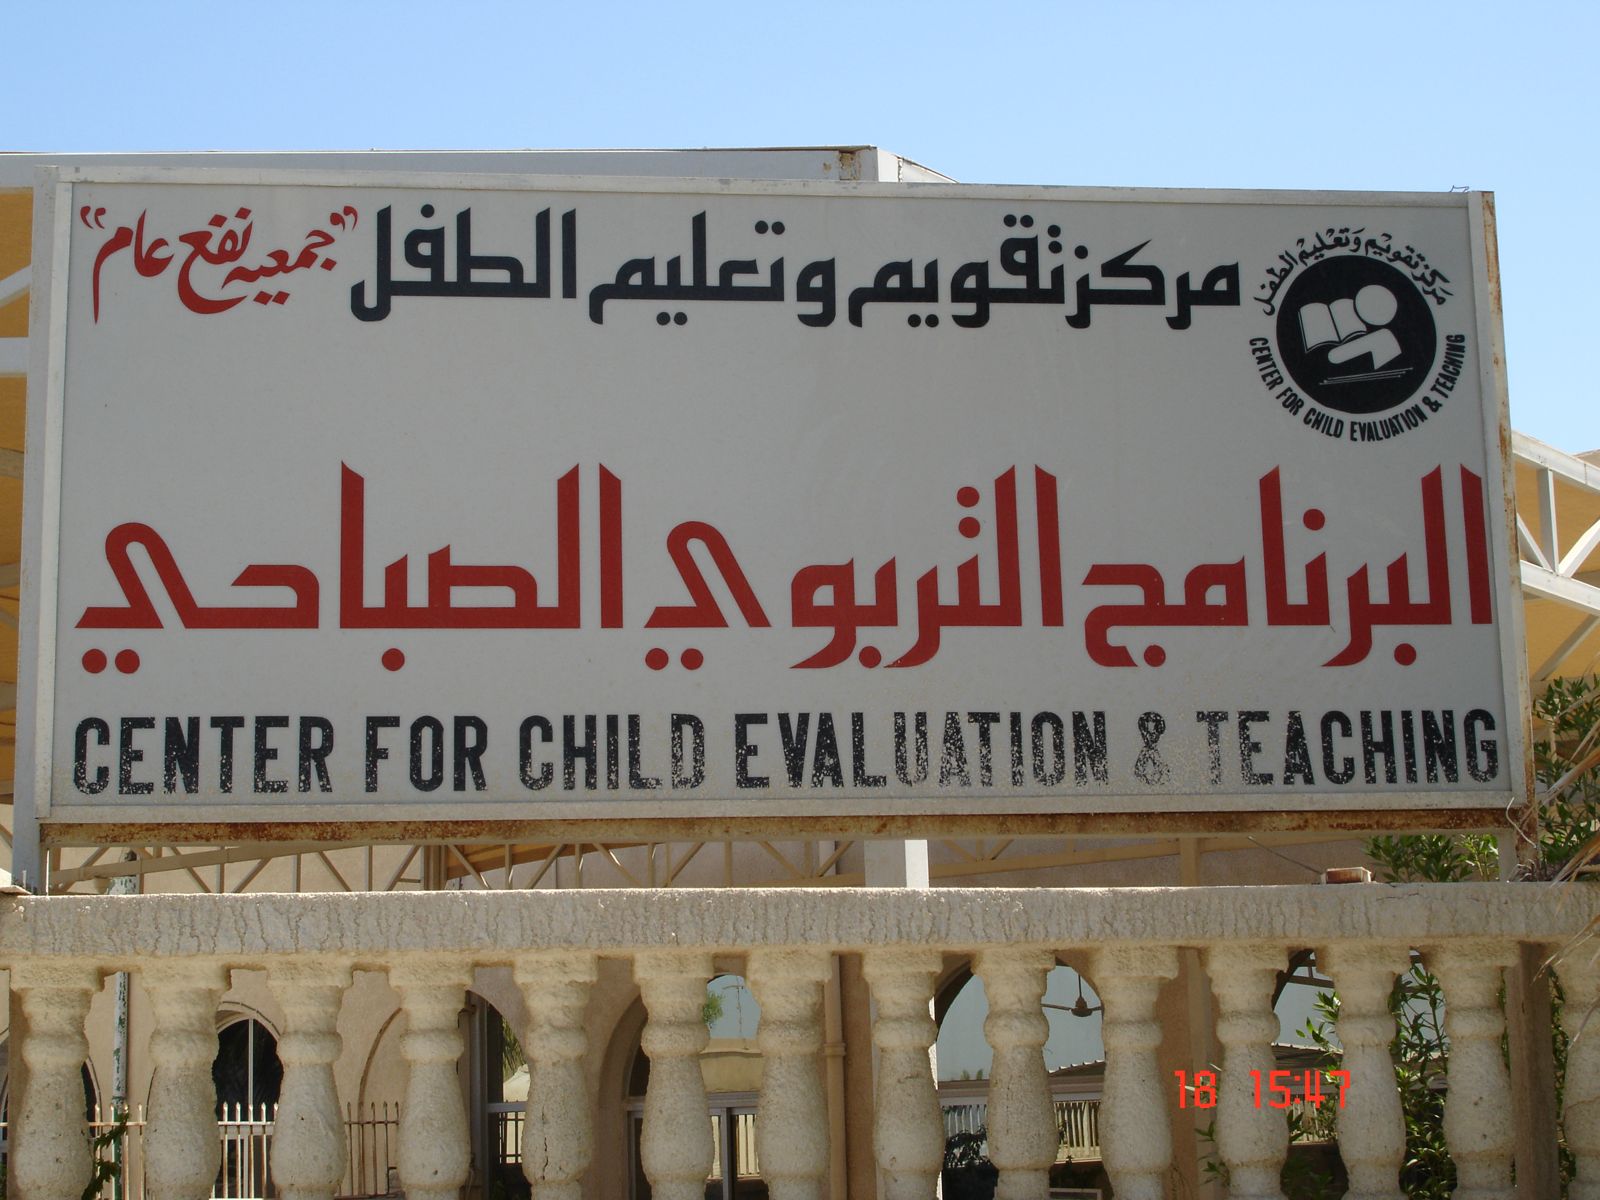 مركز تقويم وتعليم الطفل "جمعيه نفع عام"
مركز تقويم وتعليم الطفل
CENTER FOR CHILD EVALUATION & TEACHING
البرنامج التربوي الصباحي
CENTER FOR CHILD EVALUATION & TEACHING
18 15:47